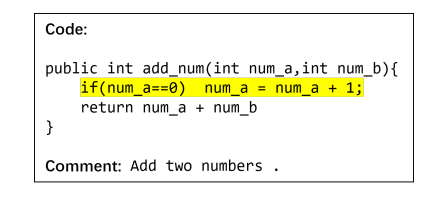 Code:
public int add_num(int num_a,int num_b){
    if(num_a==0)  num_a = num_a + 1;
    return num_a + num_b
}
Comment: Add two numbers .